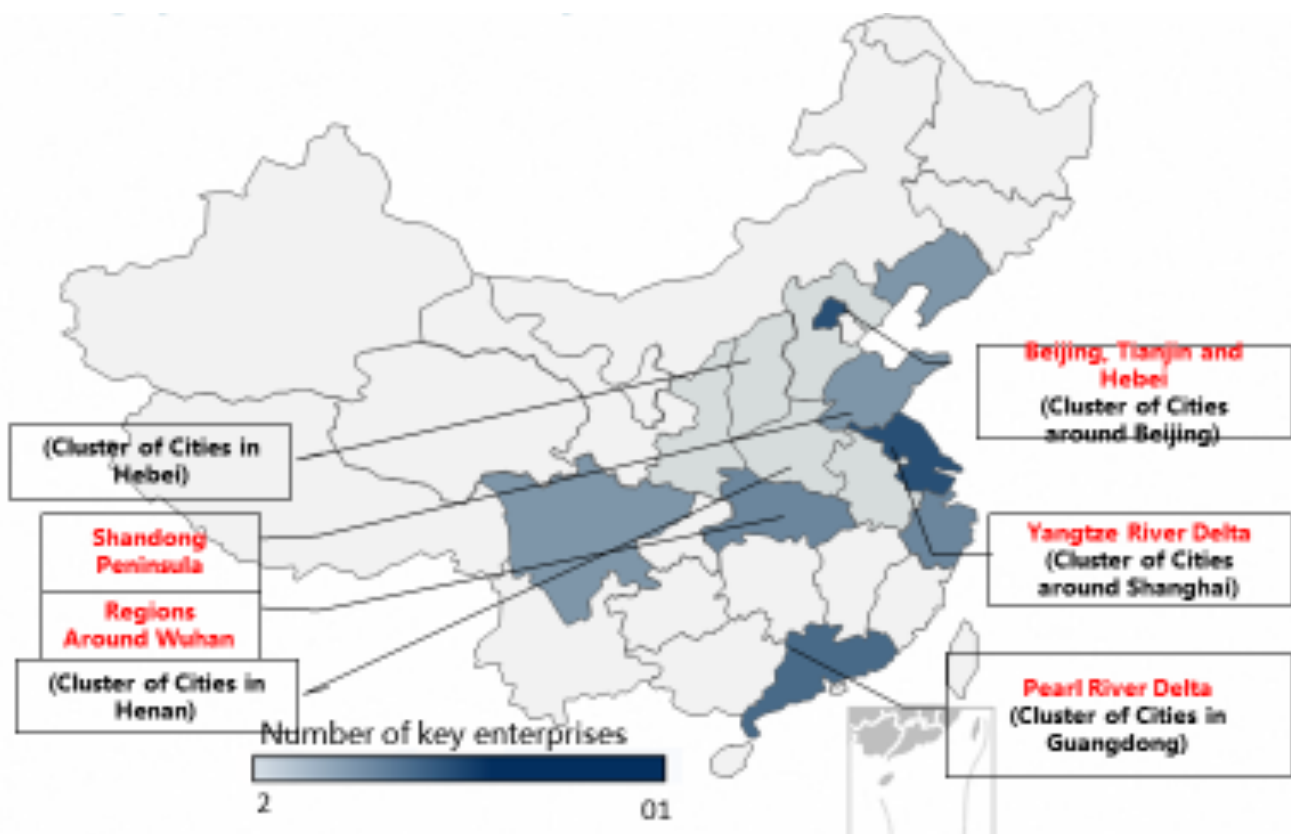 Beijing, Tianjin and
Hebei
(Cluster of Cities
around Beijing)
(Cluster of Cities in
Hebei)
Shandong
Peninsula
Yangtze River Delta
(Cluster of Cities
around Shanghai)
Regions
Around Wuhan
(Cluster of Cities in
Henan)
Pearl River Delta
(Cluster of Cities in
Guangdong)
Number of key enterprises
2
01